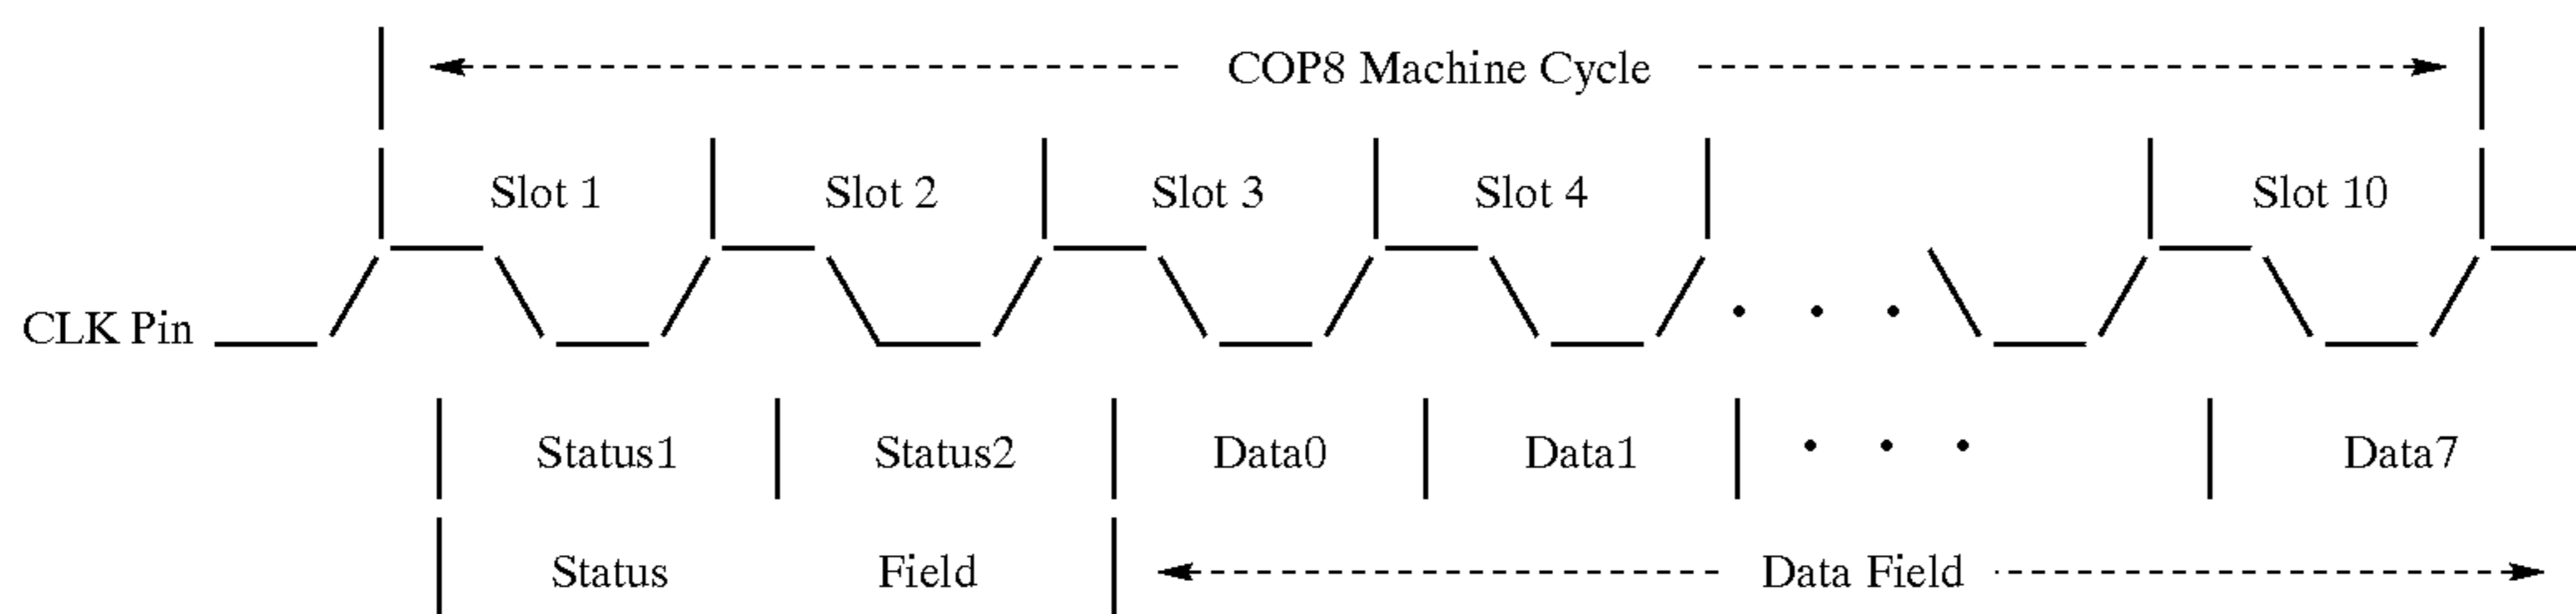 COP8 Machine Cycle
Slot 1 Slot 2 Slot 3 Slot 4 Slot 10
CLK Pin . . .
Status1 Status2 Data0 Data1 . . . Data7
Status Field Data Field